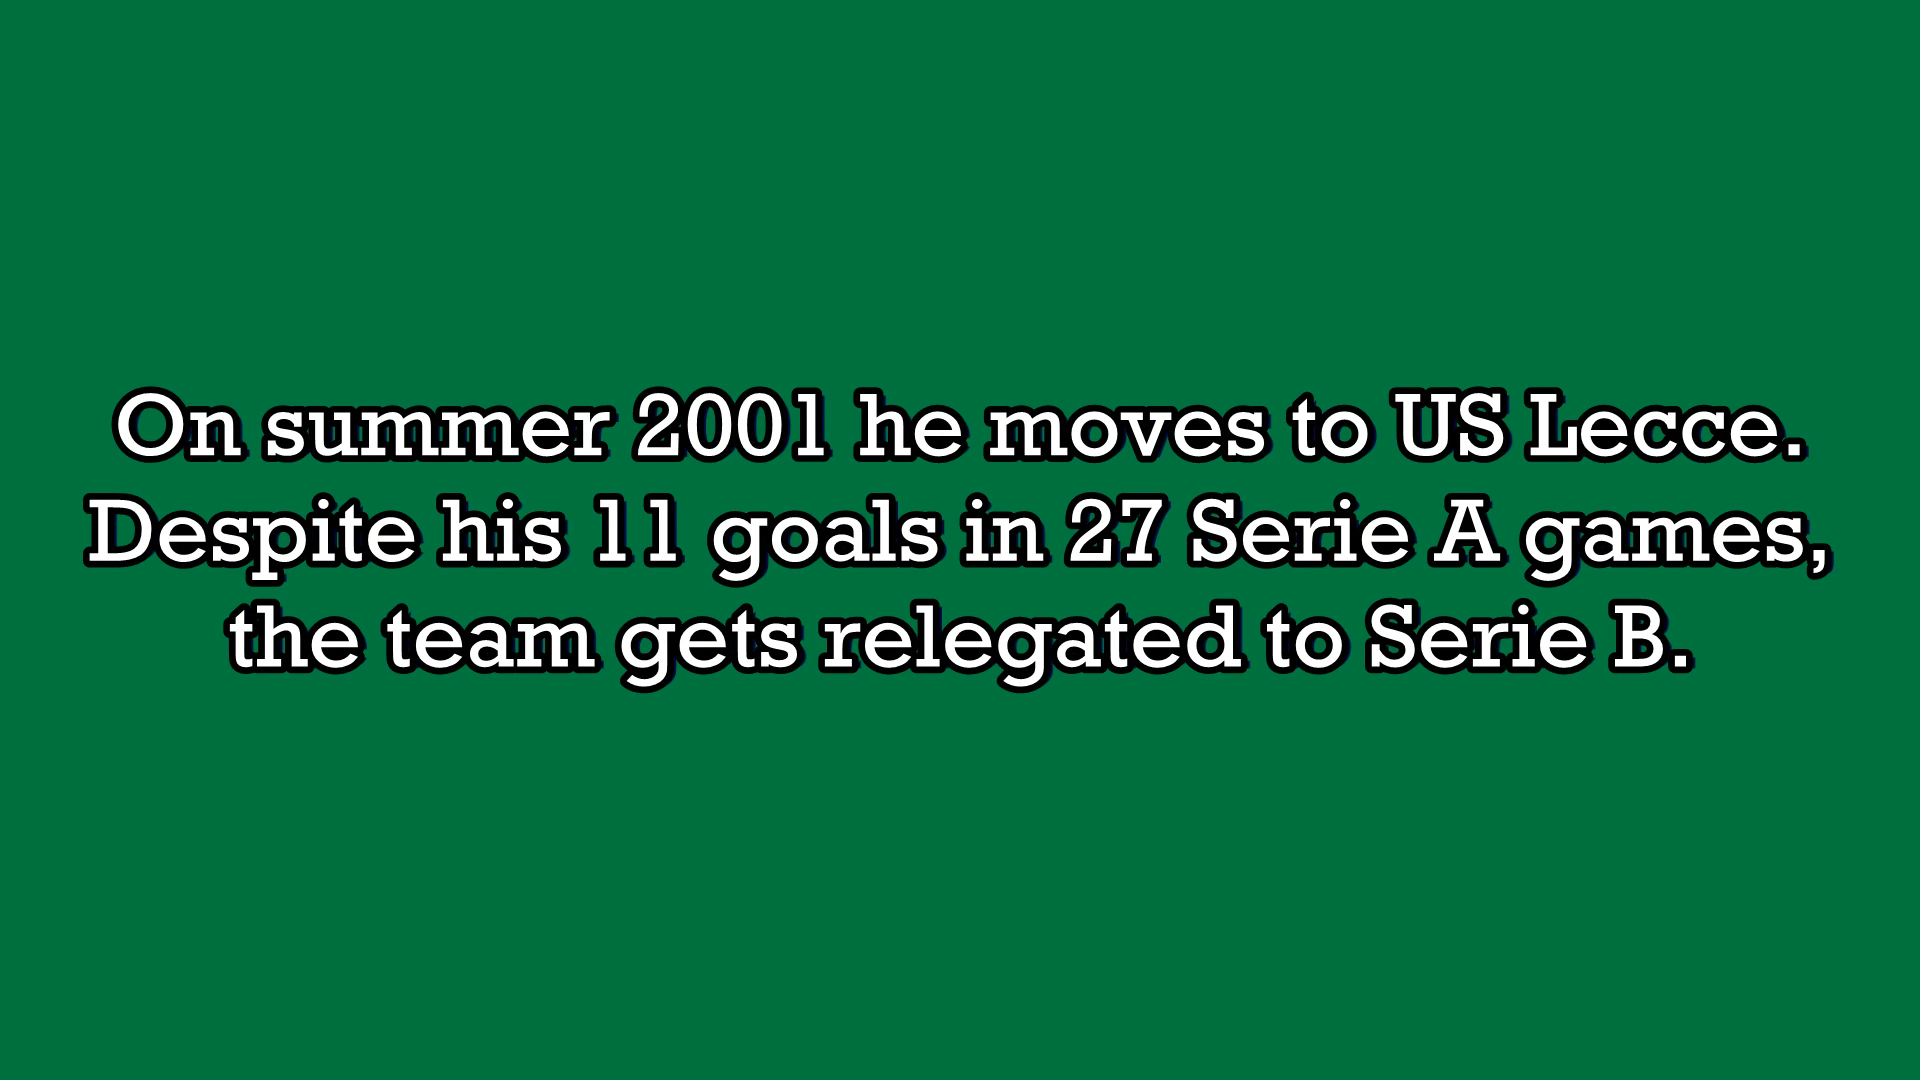 On summer 2001 he moves to US Lecce.
Despite his 11 goals in 27 Serie A games,
the team gets relegated to Serie B.